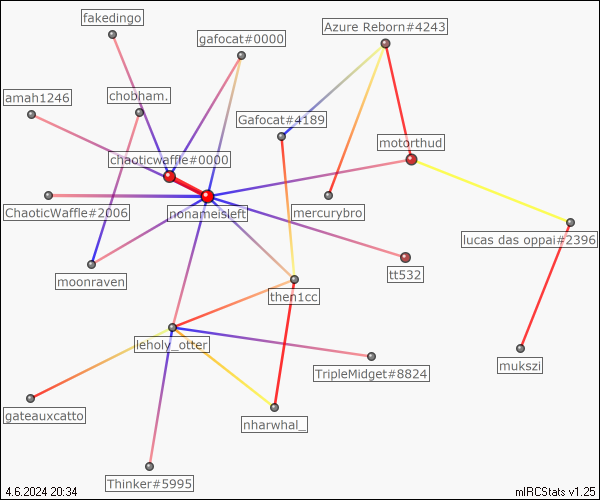 fakedingo
gafocat#0000
Azure Reborn#4243
amah1246
chobham.
Gafocat#4189
motorthud
chaoticwaffle#0000
ChaoticWaffle#2006
nonameisleft
mercurybro
lucas das oppai#2396
moonraven
tt532
then1cc
leholy_otter
TripleMidget#8824
mukszi
gateauxcatto
nharwhal_
Thinker#5995
4.6.2024 20:34
mIRCStats v1.25